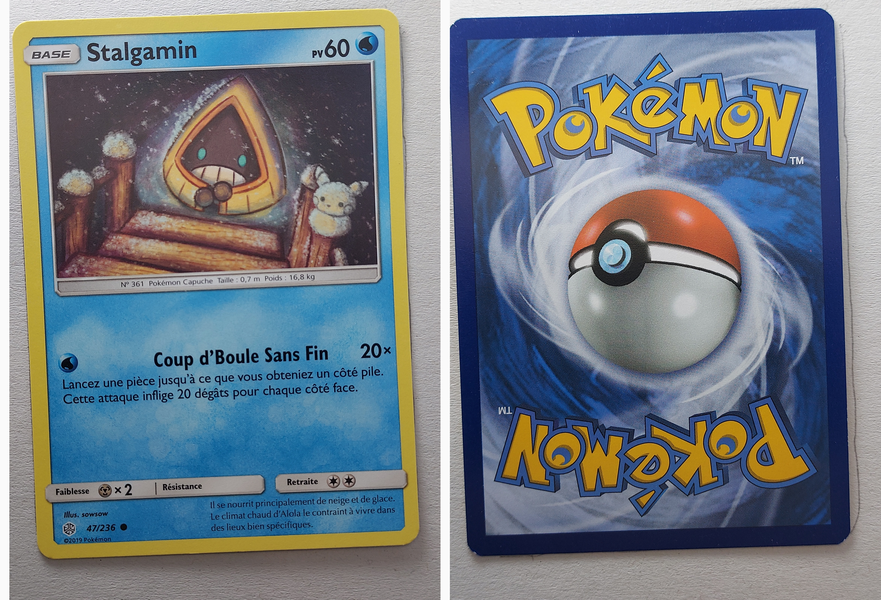 BASE Stalgamin PV60
N° 361 Pokémon Capuche Taille : 0,7 m Poids : 16,8 kg
Coup d'Boule Sans Fin 20×
Lancez une pièce jusqu'à ce que vous obteniez un côté pile.
Cette attaque inflige 20 dégâts pour chaque côté face.
Faiblesse ×2 Résistance Retraite
Illus. sowsow
47/236
©2019 Pokémon
Il se nourrit principalement de neige et de glace.
Le climat chaud d'Alola le contraint à vivre dans
des lieux bien spécifiques.
POKéMON
TM
POKéMON
TM